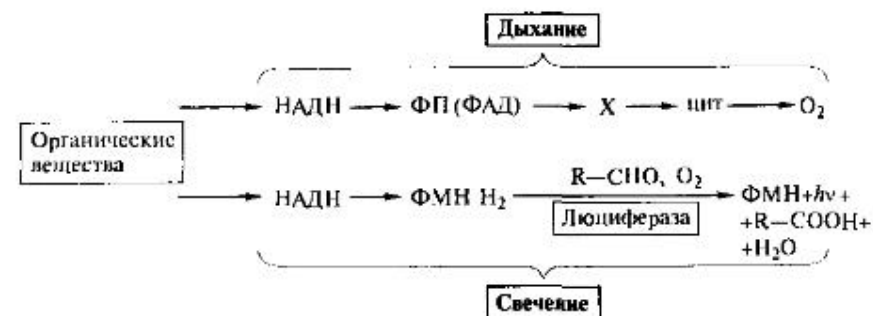 Дыхание
НАДН ФП (ФАД) X цит O₂
Органические
вещества
НАДН ФМН H₂ R—CHO, O₂ ФМН+hν+
Люцифераза +R—COOH+
+H₂O
Свечение